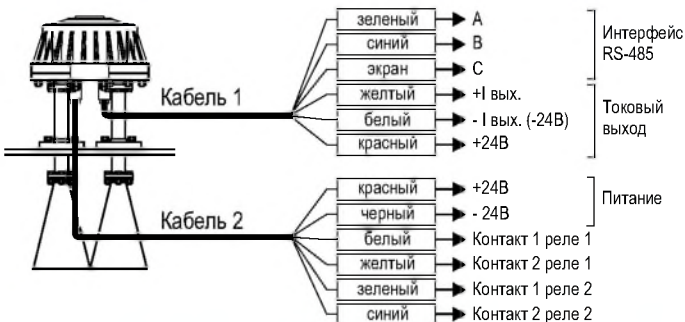 зеленый A
синий B
экран C
Интерфейс
RS-485
Кабель 1
желтый +I вых.
белый - I вых. (-24В)
красный +24В
Токовый
выход
красный +24В
черный - 24В
Питание
Кабель 2
белый Контакт 1 реле 1
желтый Контакт 2 реле 1
зеленый Контакт 1 реле 2
синий Контакт 2 реле 2